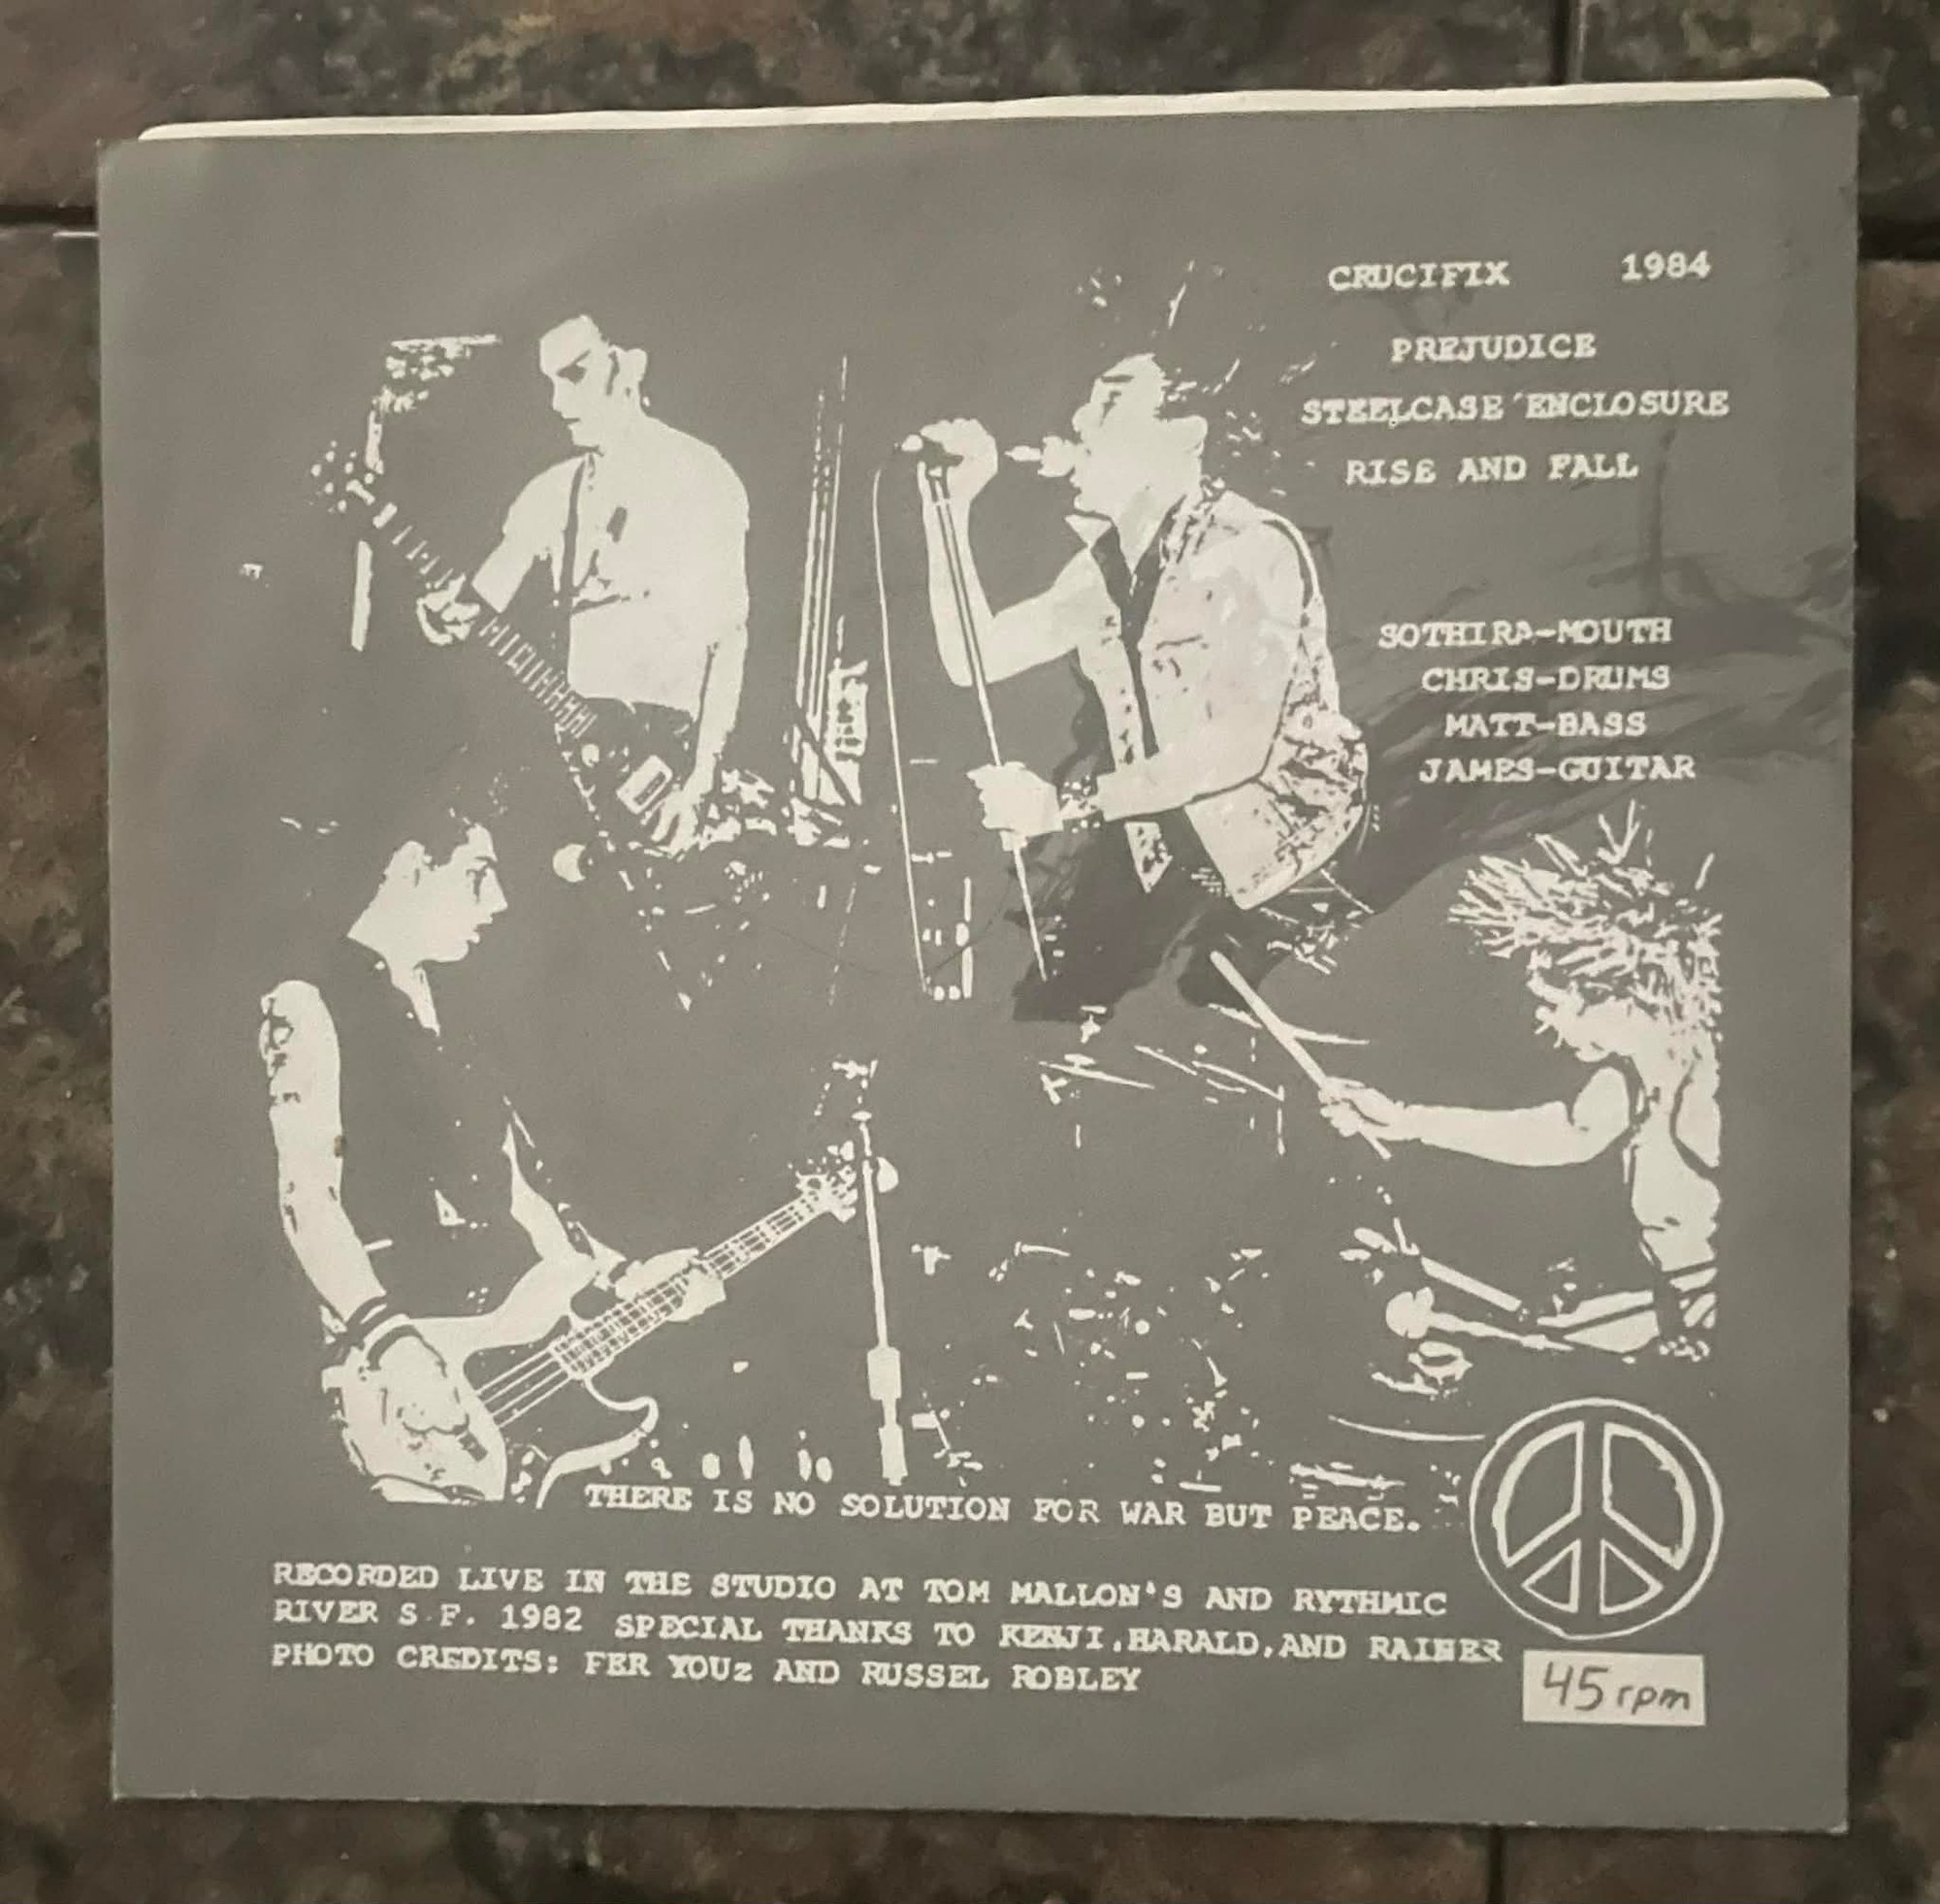 CRUCIFIX 1984
PREJUDICE
STEELCASE ENCLOSURE
RISE AND FALL
SOTHIRA-MOUTH
CHRIS-DRUMS
MATT-BASS
JAMES-GUITAR
THERE IS NO SOLUTION FOR WAR BUT PEACE.
RECORDED LIVE IN THE STUDIO AT TOM MALLON'S AND RYTHMIC
RIVER S.F. 1982 SPECIAL THANKS TO KENJI, HARALD, AND RAINER
PHOTO CREDITS: FER YOUz AND RUSSEL ROBLEY
45 rpm